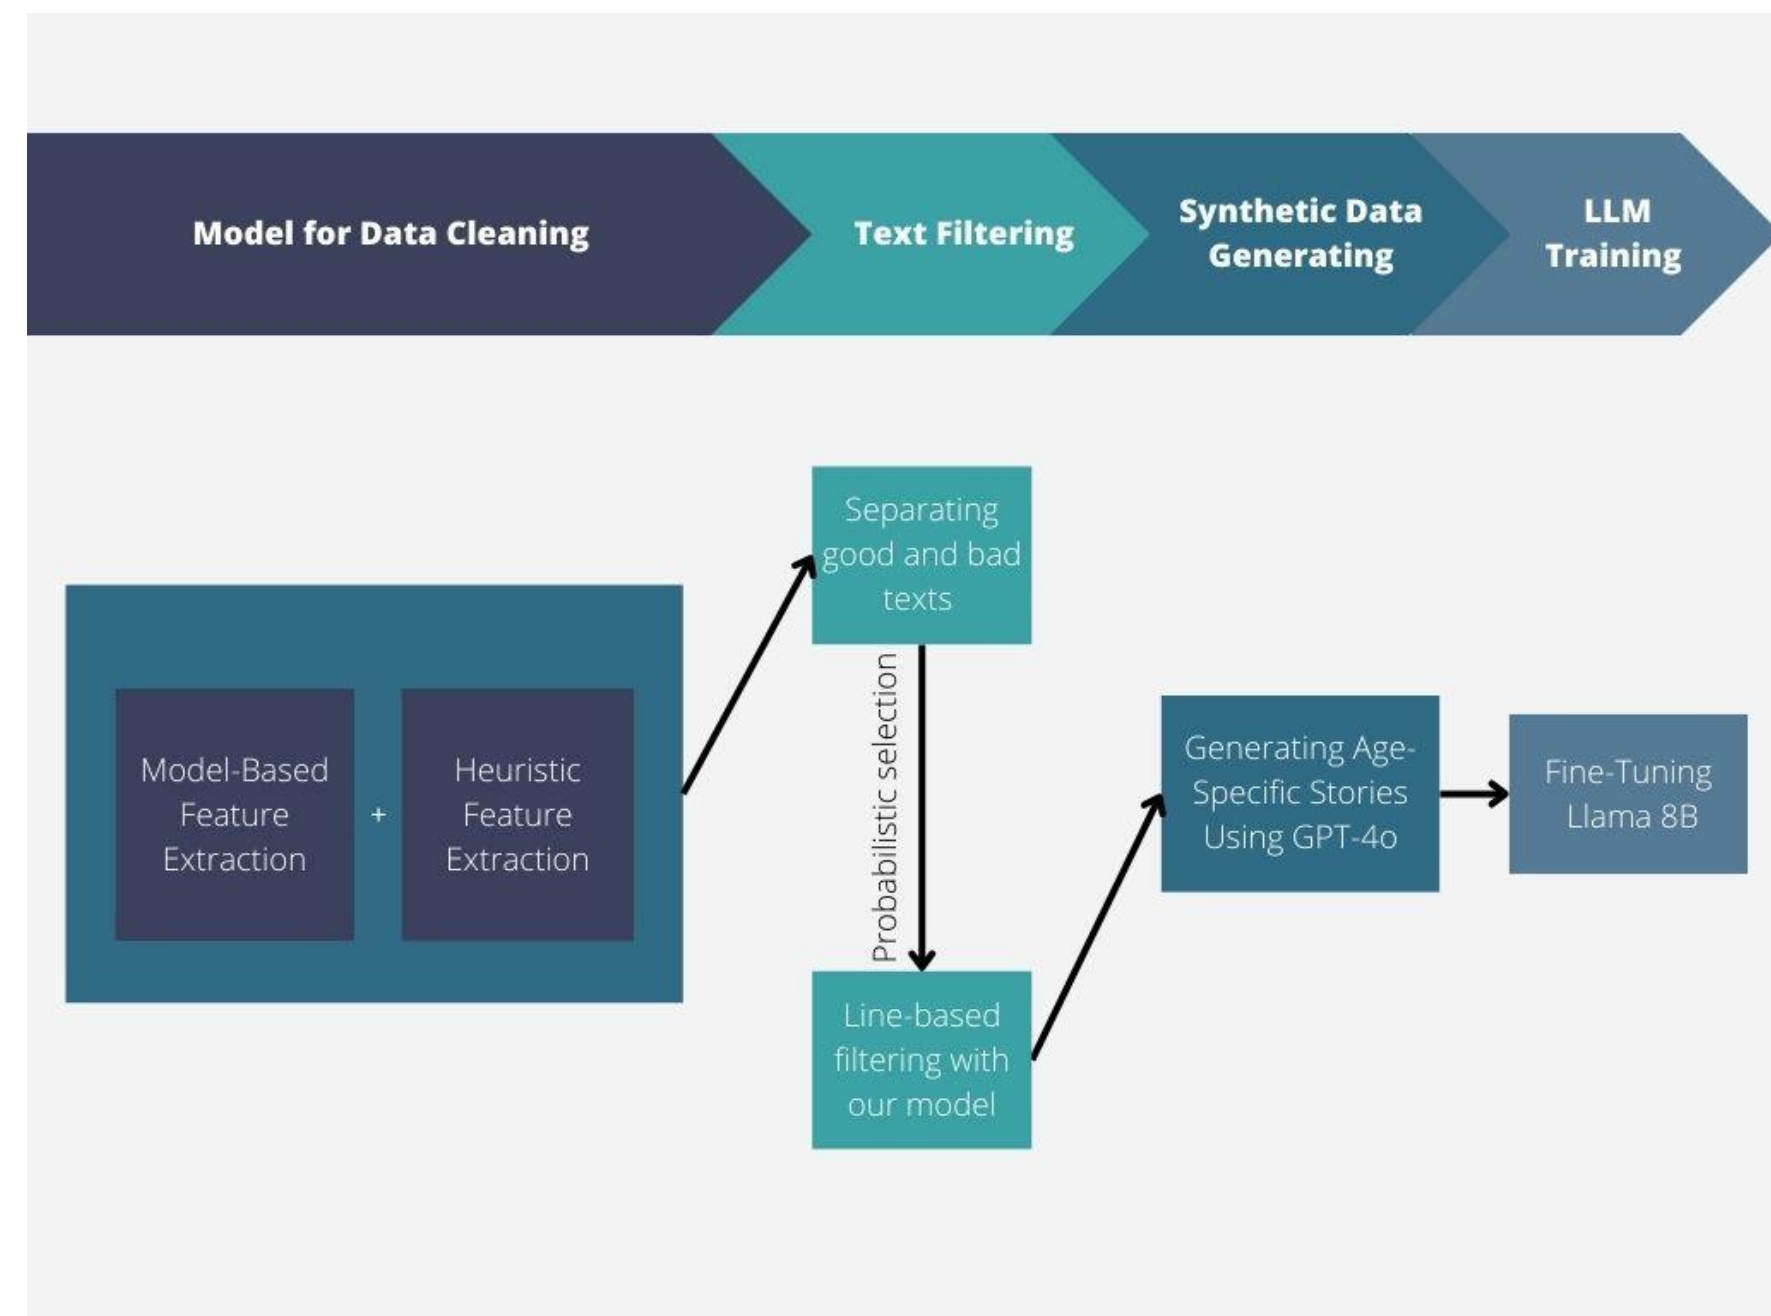 Model for Data Cleaning
Text Filtering
Synthetic Data
Generating
LLM
Training
Model-Based
Feature
Extraction
+
Heuristic
Feature
Extraction
Separating
good and bad
texts
Probabilistic selection
Line-based
filtering with
our model
Generating Age-
Specific Stories
Using GPT-4o
Fine-Tuning
Llama 8B